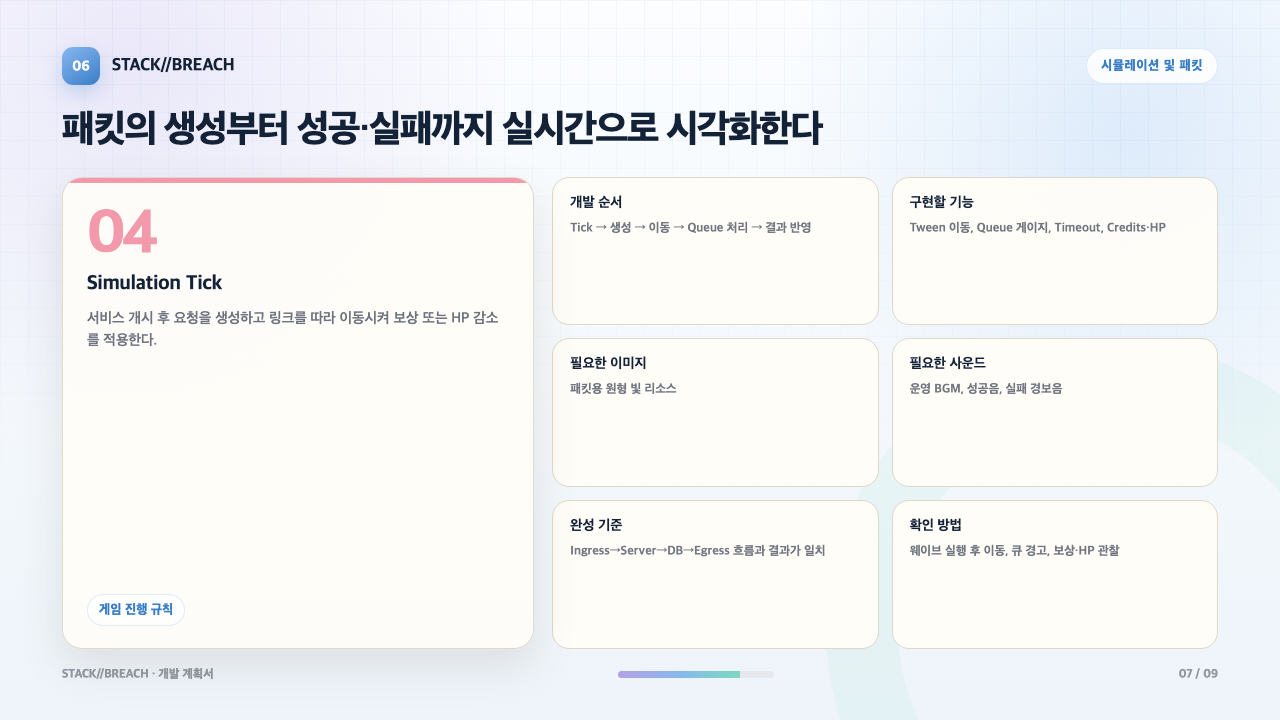 06
STACK//BREACH
시뮬레이션 및 패킷
패킷의 생성부터 성공·실패까지 실시간으로 시각화한다
04
Simulation Tick
서비스 개시 후 요청을 생성하고 링크를 따라 이동시켜 보상 또는 HP 감소
를 적용한다.
게임 진행 규칙
개발 순서
Tick → 생성 → 이동 → Queue 처리 → 결과 반영
구현할 기능
Tween 이동, Queue 게이지, Timeout, Credits·HP
필요한 이미지
패킷용 원형 빛 리소스
필요한 사운드
운영 BGM, 성공음, 실패 경보음
완성 기준
Ingress→Server→DB→Egress 흐름과 결과가 일치
확인 방법
웨이브 실행 후 이동, 큐 경고, 보상·HP 관찰
STACK//BREACH · 개발 계획서
07 / 09